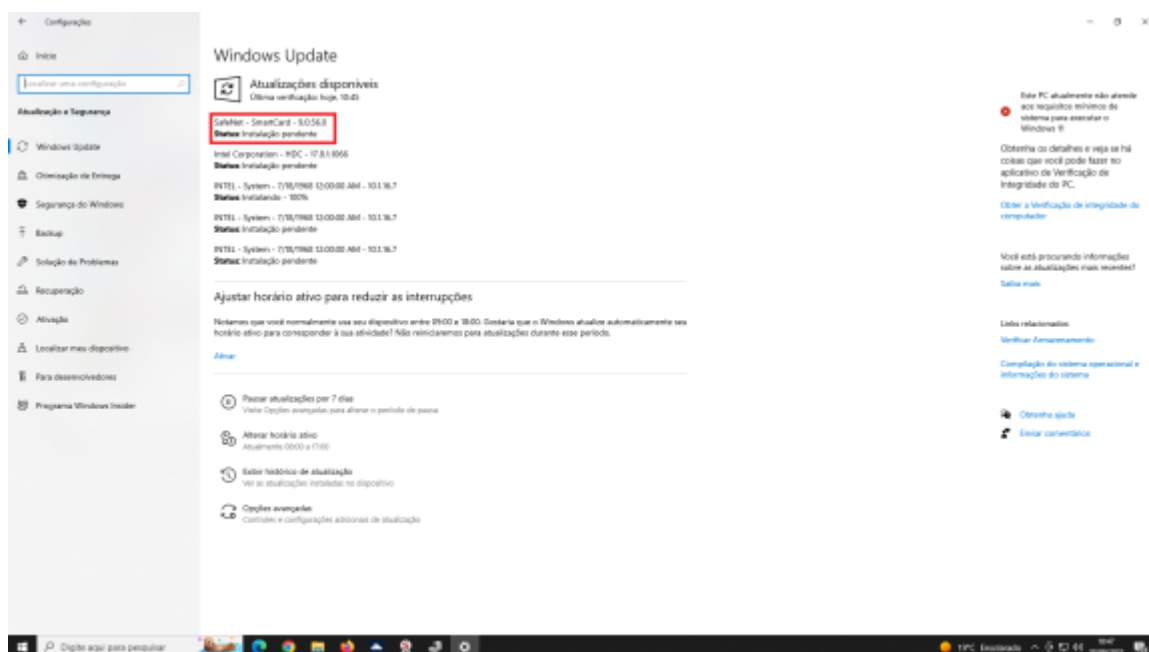 Configurações
Início
Localizar uma configuração
Atualização e Segurança
Windows Update
Otimização de Entrega
Segurança do Windows
Backup
Solução de Problemas
Recuperação
Ativação
Localizar meu dispositivo
Para desenvolvedores
Programa Windows Insider
Windows Update
Atualizações disponíveis
Última verificação: hoje, 10:45
SafeNet - SmartCard - 9.0.56.0
Status: Instalação pendente
Intel Corporation - HDC - 17.8.1.1066
Status: Instalação pendente
INTEL - System - 7/18/1968 12:00:00 AM - 10.1.16.7
Status: Instalando - 100%
INTEL - System - 7/18/1968 12:00:00 AM - 10.1.16.7
Status: Instalação pendente
INTEL - System - 7/18/1968 12:00:00 AM - 10.1.16.7
Status: Instalação pendente
Ajustar horário ativo para reduzir as interrupções
Notamos que você normalmente usa seu dispositivo entre 09:00 e 18:00. Gostaria que o Windows atualize automaticamente seu
horário ativo para corresponder à sua atividade? Não reiniciaremos para atualizações durante esse período.
Ativar
Pausar atualizações por 7 dias
Visite Opções avançadas para alterar o período de pausa
Alterar horário ativo
Atualmente 08:00 a 17:00
Exibir histórico de atualização
Ver as atualizações instaladas no dispositivo
Opções avançadas
Controles e configurações adicionais de atualização
Este PC atualmente não atende
aos requisitos mínimos de
sistema para executar o
Windows 11
Obtenha os detalhes e veja se há
coisas que você pode fazer no
aplicativo de Verificação de
Integridade do PC.
Obter a Verificação de integridade do
computador
Você está procurando informações
sobre as atualizações mais recentes?
Saiba mais
Links relacionados
Verificar Armazenamento
Compilação do sistema operacional e
informações do sistema
Obtenha ajuda
Enviar comentários
Digite aqui para pesquisar
19°C Ensolarado
10:47